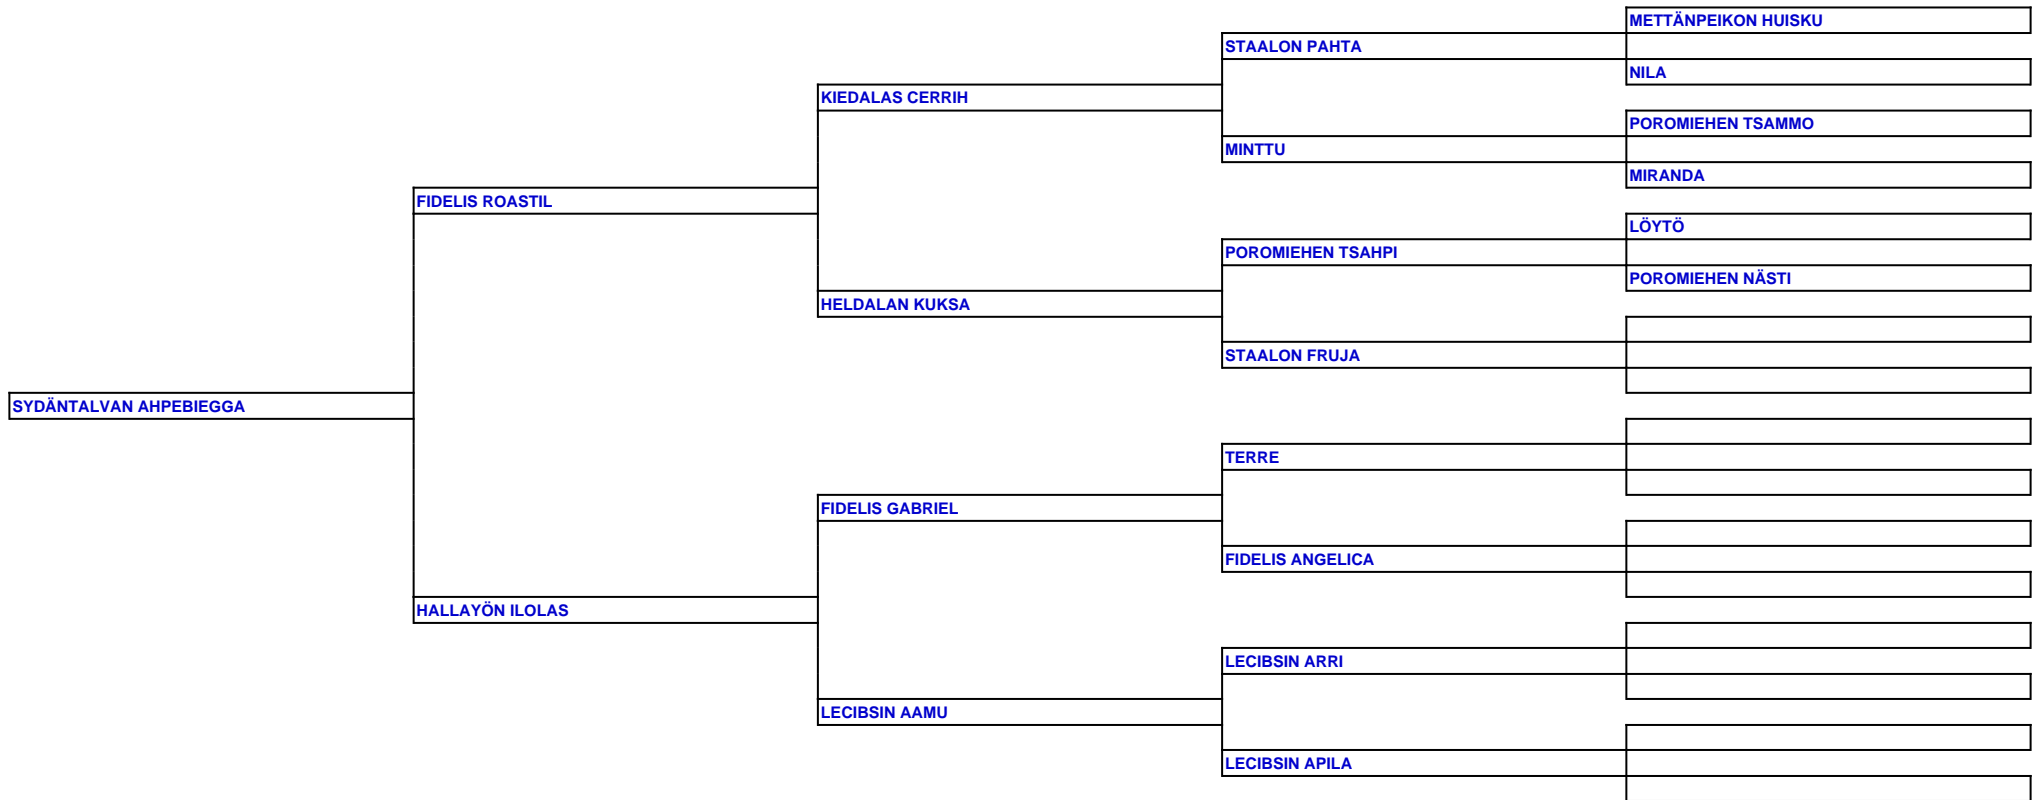 METTÄNPEIKON HUISKU
STAALON PAHTA
NILA
KIEDALAS CERRIH
POROMIEHEN TSAMMO
MINTTU
MIRANDA
FIDELIS ROASTIL
LÖYTÖ
POROMIEHEN TSAHPI
POROMIEHEN NÄSTI
HELDALAN KUKSA
STAALON FRUJA
SYDÄNTALVAN AHPEBIEGGA
TERRE
FIDELIS GABRIEL
FIDELIS ANGELICA
HALLAYÖN ILOLAS
LECIBSIN ARRI
LECIBSIN AAMU
LECIBSIN APILA